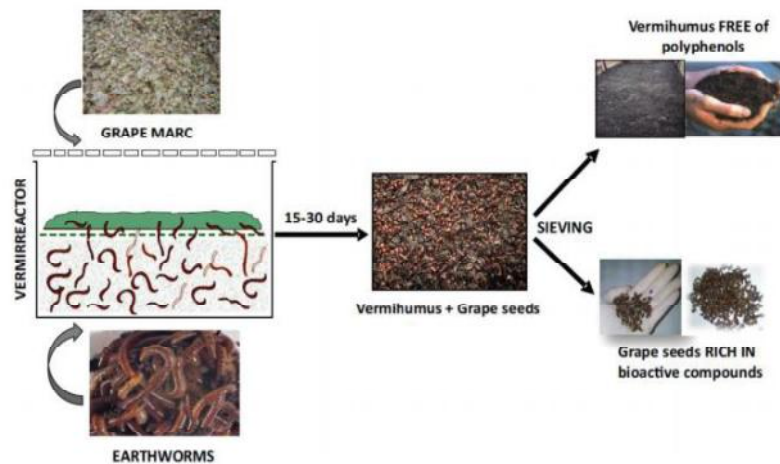 GRAPE MARC
VERMIRREACTOR
EARTHWORMS
15-30 days
Vermihumus + Grape seeds
SIEVING
Vermihumus FREE of
polyphenols
Grape seeds RICH IN
bioactive compounds